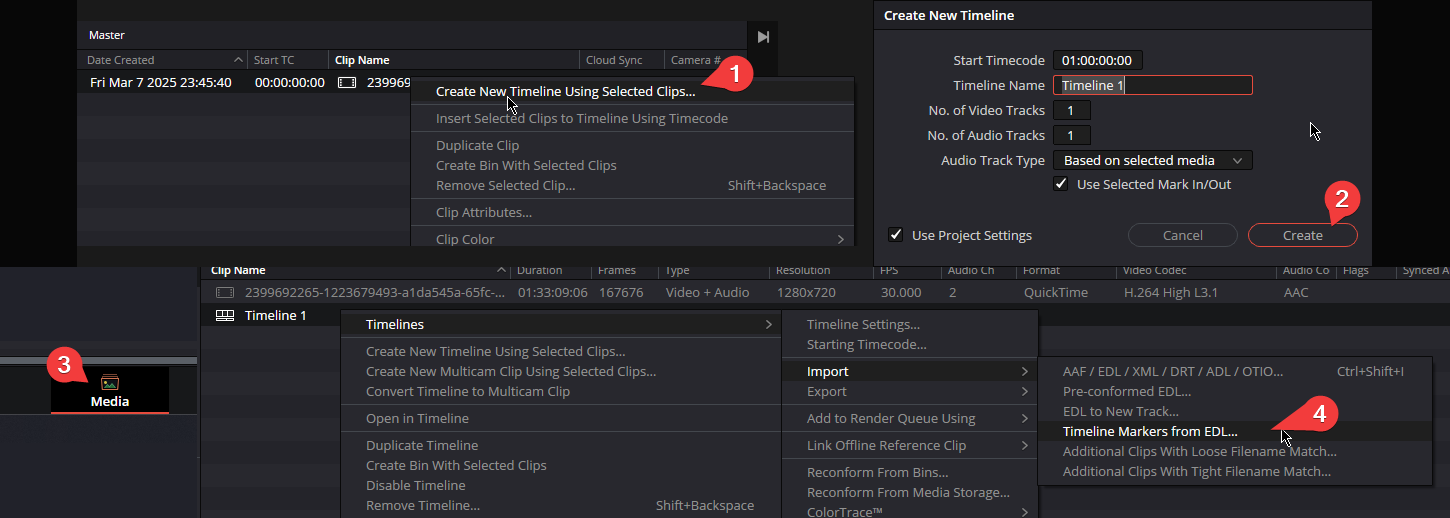 Master
Date Created Start TC Clip Name Cloud Sync Camera #
Fri Mar 7 2025 23:45:40 00:00:00:00 239969
1
Create New Timeline Using Selected Clips...
Insert Selected Clips to Timeline Using Timecode
Duplicate Clip
Create Bin With Selected Clips
Remove Selected Clip... Shift+Backspace
Clip Attributes...
Clip Color
Create New Timeline
Start Timecode 01:00:00:00
Timeline Name Timeline 1
No. of Video Tracks 1
No. of Audio Tracks 1
Audio Track Type Based on selected media
Use Selected Mark In/Out
2
Use Project Settings Cancel Create
Clip Name Duration Frames Type Resolution FPS Audio Ch Format Video Codec Audio Co Flags Synced A
2399692265-1223679493-a1da545a-65fc-... 01:33:09:06 167676 Video + Audio 1280x720 30.000 2 QuickTime H.264 High L3.1 AAC
Timeline 1
3
Media
Timelines
Create New Timeline Using Selected Clips...
Create New Multicam Clip Using Selected Clips...
Convert Timeline to Multicam Clip
Open in Timeline
Duplicate Timeline
Create Bin With Selected Clips
Disable Timeline
Remove Timeline... Shift+Backspace
Timeline Settings...
Starting Timecode...
Import
Export
Add to Render Queue Using
Link Offline Reference Clip
Reconform From Bins...
Reconform From Media Storage...
ColorTrace™
AAF / EDL / XML / DRT / ADL / OTIO... Ctrl+Shift+I
Pre-conformed EDL...
EDL to New Track...
4
Timeline Markers from EDL...
Additional Clips With Loose Filename Match...
Additional Clips With Tight Filename Match...